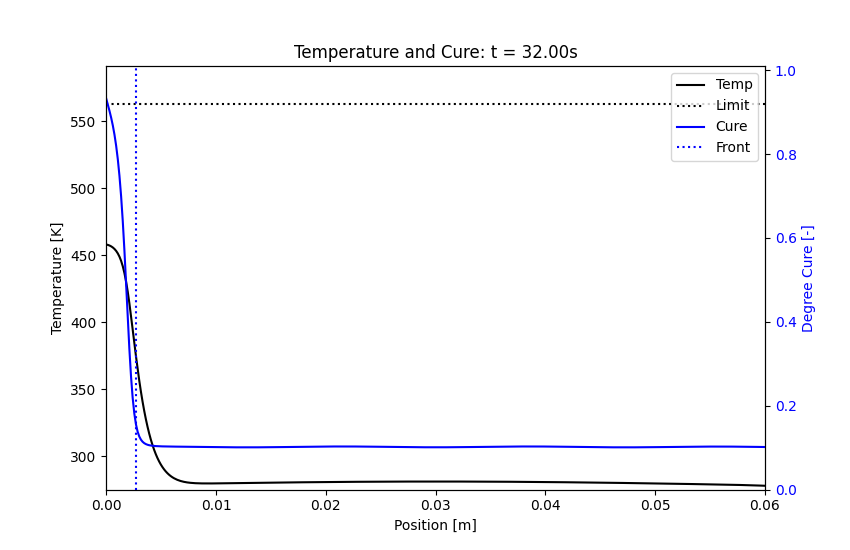 Temperature and Cure: t = 32.00s
Temp
Limit
Cure
Front
Temperature [K]
550
500
450
400
350
300
1.0
0.8
0.6
0.4
0.2
0.0
Degree Cure [-]
0.00
0.01
0.02
0.03
0.04
0.05
0.06
Position [m]